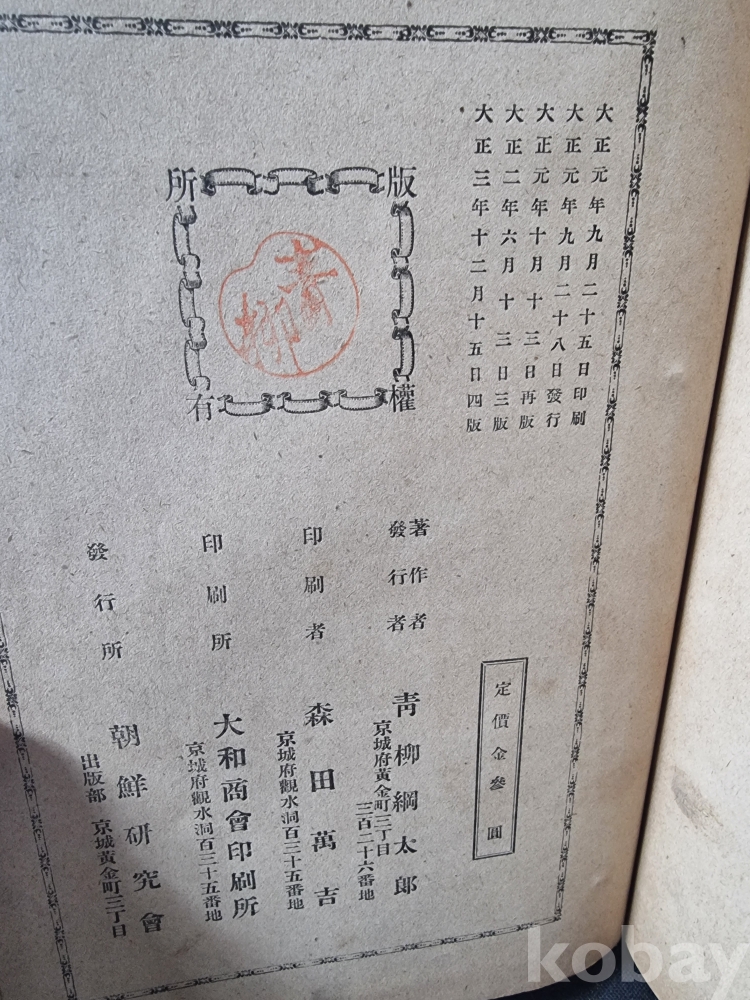 大正元年九月二十五日印刷
大正元年九月二十八日發行
大正元年十月十三日再版
大正二年六月十三日三版
大正三年十二月十五日四版
版權所有
青柳
定價金參圓
著作者
發行者
靑柳綱太郎
京城府黃金町三丁目
三百二十六番地
印刷者
森田萬吉
京城府觀水洞百三十五番地
印刷所
大和商會印刷所
京城府觀水洞百三十五番地
發行所
朝鮮研究會
出版部 京城黃金町三丁目
kobay